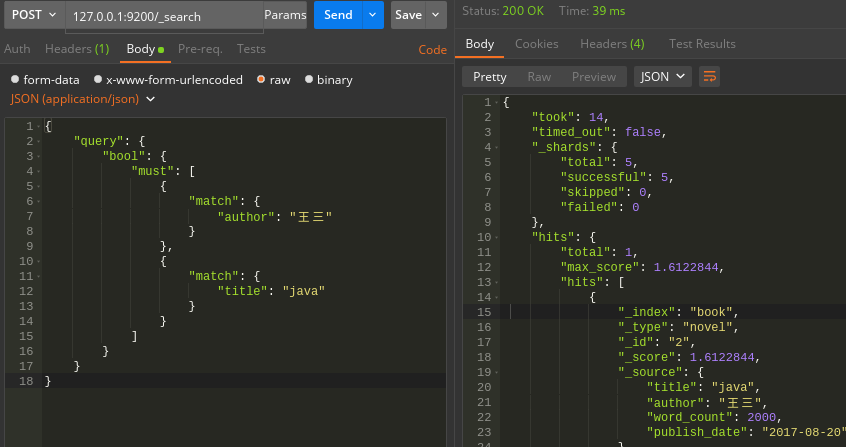 POST 127.0.0.1:9200/_search Params Send Save
Auth Headers (1) Body Pre-req. Tests Code
form-data x-www-form-urlencoded raw binary
JSON (application/json)
1 {
2 "query": {
3 "bool": {
4 "must": [
5 {
6 "match": {
7 "author": "王三"
8 }
9 },
10 {
11 "match": {
12 "title": "java"
13 }
14 }
15 ]
16 }
17 }
18 }
Status: 200 OK Time: 39 ms
Body Cookies Headers (4) Test Results
Pretty Raw Preview JSON
1 {
2 "took": 14,
3 "timed_out": false,
4 "_shards": {
5 "total": 5,
6 "successful": 5,
7 "skipped": 0,
8 "failed": 0
9 },
10 "hits": {
11 "total": 1,
12 "max_score": 1.6122844,
13 "hits": [
14 {
15 "_index": "book",
16 "_type": "novel",
17 "_id": "2",
18 "_score": 1.6122844,
19 "_source": {
20 "title": "java",
21 "author": "王三",
22 "word_count": 2000,
23 "publish_date": "2017-08-20"